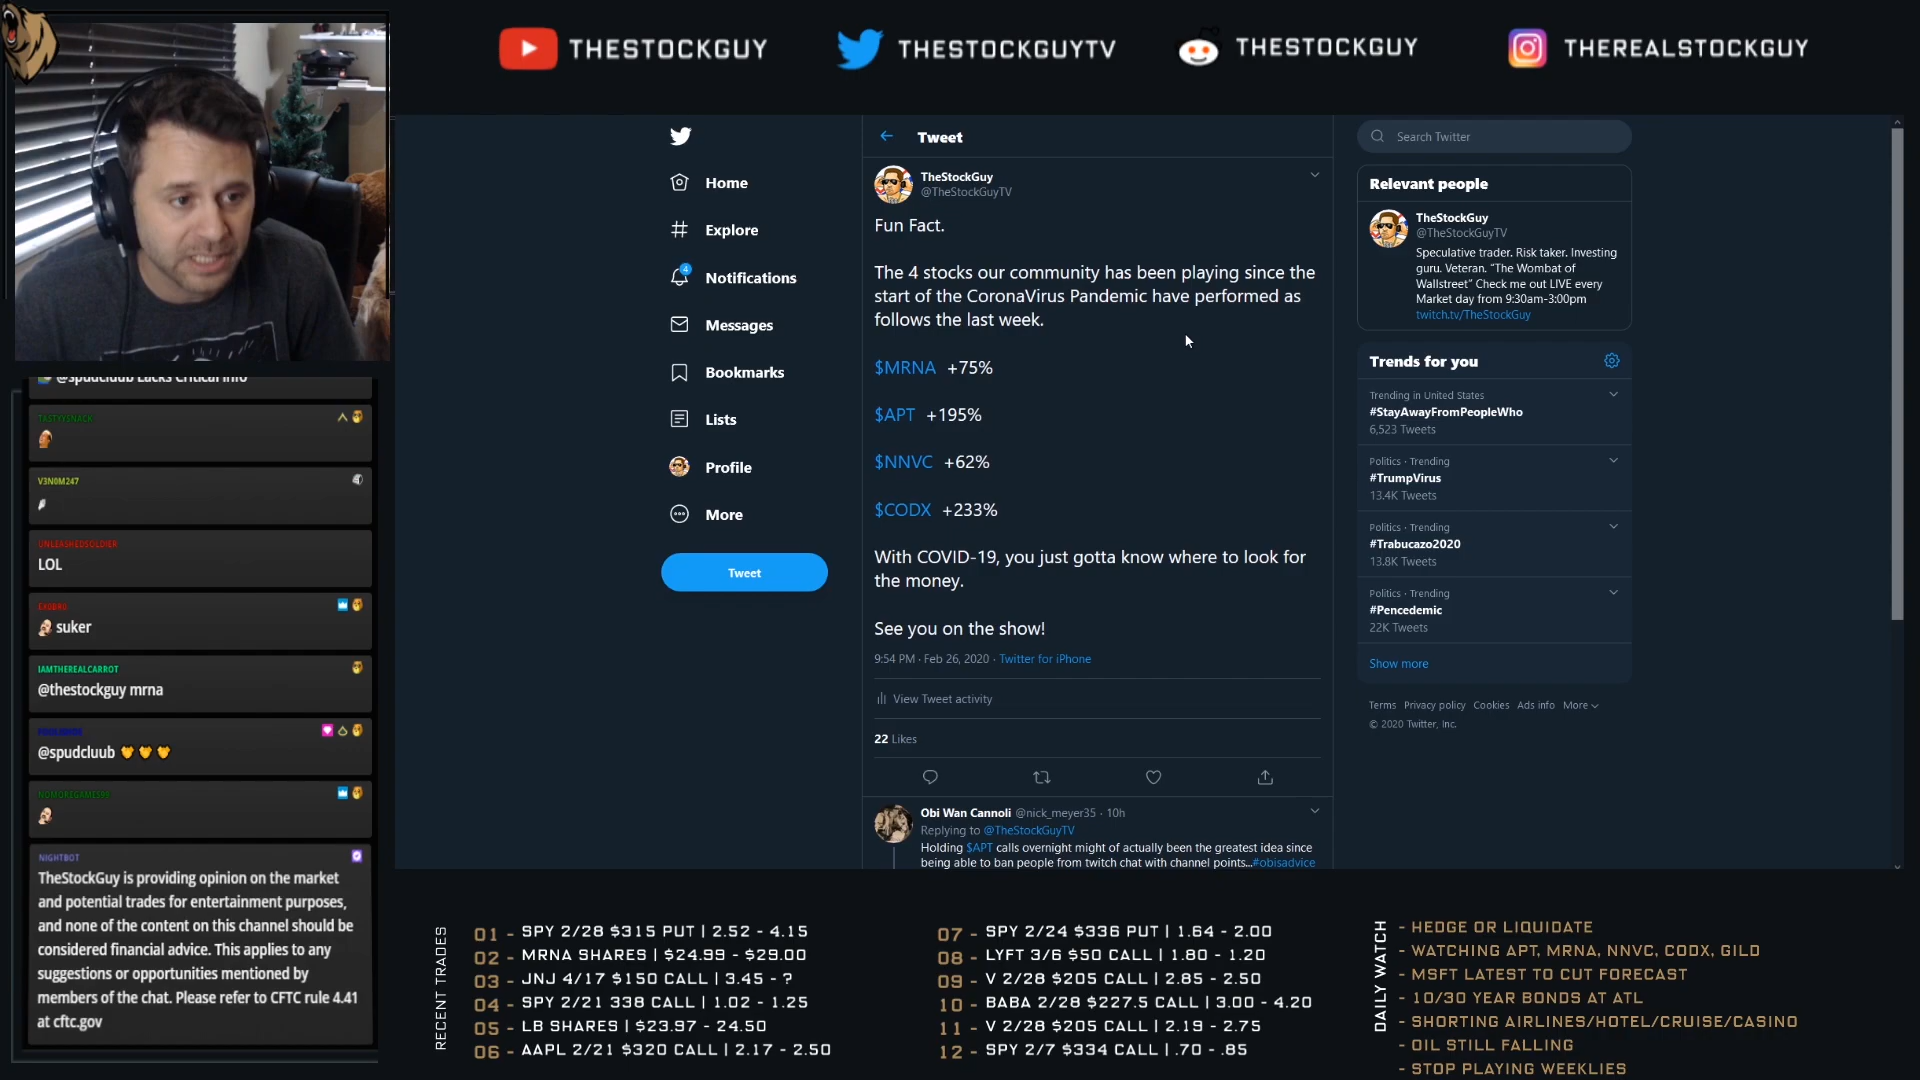 THESTOCKGUY
THESTOCKGUYTV
THESTOCKGUY
THEREALSTOCKGUY
@spudcluub Lacks Critical Info
TASTYYSNACK
V3N0M247
UNLEASHEDSOLDIER
LOL
suker
IAMTHEREALCARROT
@thestockguy mrna
@spudcluub
NIGHTBOT
TheStockGuy is providing opinion on the market
and potential trades for entertainment purposes,
and none of the content on this channel should be
considered financial advice. This applies to any
suggestions or opportunities mentioned by
members of the chat. Please refer to CFTC rule 4.41
at cftc.gov
4
Home
Explore
Notifications
Messages
Bookmarks
Lists
Profile
More
Tweet
Tweet
TheStockGuy
@TheStockGuyTV
Fun Fact.
The 4 stocks our community has been playing since the
start of the CoronaVirus Pandemic have performed as
follows the last week.
$MRNA +75%
$APT +195%
$NNVC +62%
$CODX +233%
With COVID-19, you just gotta know where to look for
the money.
See you on the show!
9:54 PM · Feb 26, 2020 · Twitter for iPhone
View Tweet activity
22 Likes
Obi Wan Cannoli @nick_meyer35 · 10h
Replying to @TheStockGuyTV
Holding $APT calls overnight might of actually been the greatest idea since
being able to ban people from twitch chat with channel points...#obisadvice
Search Twitter
Relevant people
TheStockGuy
@TheStockGuyTV
Speculative trader. Risk taker. Investing
guru. Veteran. “The Wombat of
Wallstreet” Check me out LIVE every
Market day from 9:30am-3:00pm
twitch.tv/TheStockGuy
Trends for you
Trending in United States
#StayAwayFromPeopleWho
6,523 Tweets
Politics · Trending
#TrumpVirus
13.4K Tweets
Politics · Trending
#Trabucazo2020
13.8K Tweets
Politics · Trending
#Pencedemic
22K Tweets
Show more
Terms Privacy policy Cookies Ads info More
© 2020 Twitter, Inc.
RECENT TRADES
01 - SPY 2/28 $315 PUT | 2.52 - 4.15
02 - MRNA SHARES | $24.99 - $29.00
03 - JNJ 4/17 $150 CALL | 3.45 - ?
04 - SPY 2/21 338 CALL | 1.02 - 1.25
05 - LB SHARES | $23.97 - 24.50
06 - AAPL 2/21 $320 CALL | 2.17 - 2.50
07 - SPY 2/24 $336 PUT | 1.64 - 2.00
08 - LYFT 3/6 $50 CALL | 1.80 - 1.20
09 - V 2/28 $205 CALL | 2.85 - 2.50
10 - BABA 2/28 $227.5 CALL | 3.00 - 4.20
11 - V 2/28 $205 CALL | 2.19 - 2.75
12 - SPY 2/7 $334 CALL | .70 - .85
DAILY WATCH
- HEDGE OR LIQUIDATE
- WATCHING APT, MRNA, NNVC, CODX, GILD
- MSFT LATEST TO CUT FORECAST
- 10/30 YEAR BONDS AT ATL
- SHORTING AIRLINES/HOTEL/CRUISE/CASINO
- OIL STILL FALLING
- STOP PLAYING WEEKLIES